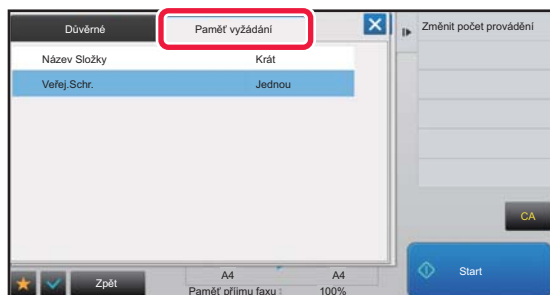 Důvěrné
Paměť vyžádání
Změnit počet provádění
Název Složky
Krát
Veřej.Schr.
Jednou
CA
A4
A4
Start
Zpět
Paměť příjmu faxu :
100%